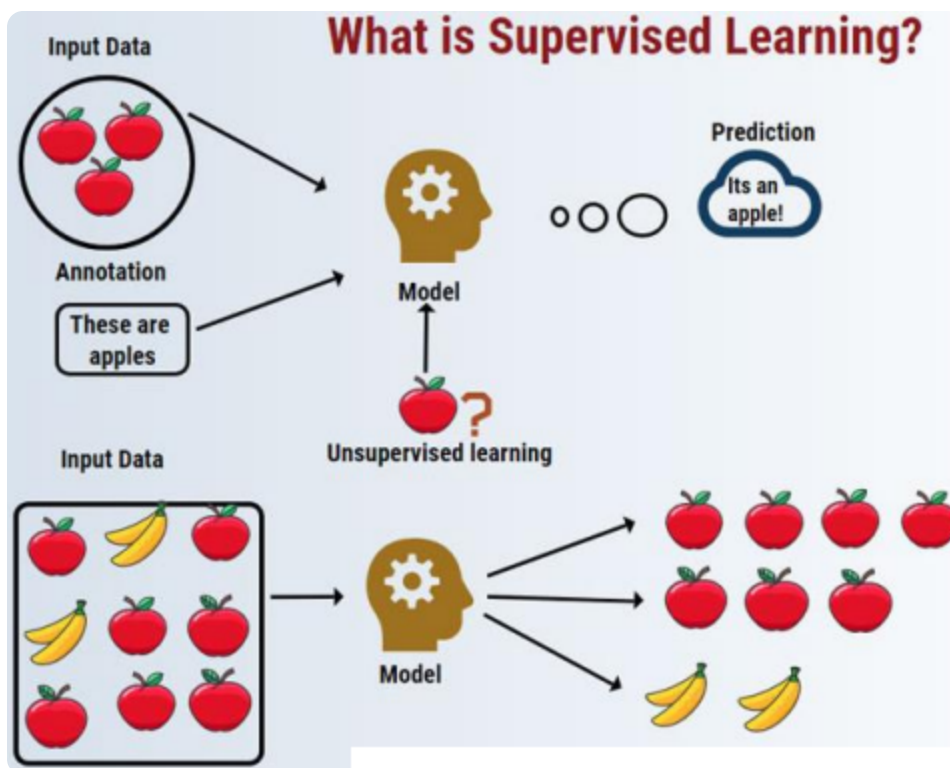 What is Supervised Learning?
Input Data
Annotation
These are
apples
Model
Prediction
Its an
apple!
?
Unsupervised learning
Input Data
Model